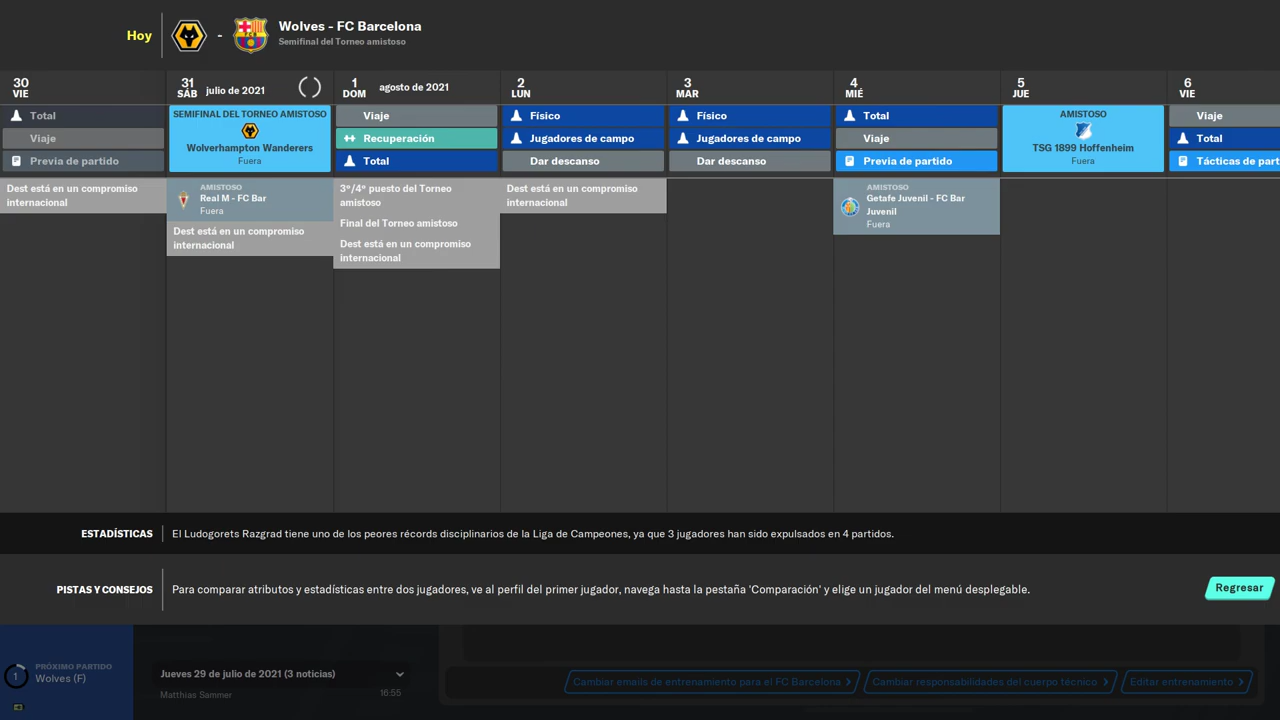 Hoy
Wolves - FC Barcelona
Semifinal del Torneo amistoso
30
VIE
31
SÁB
julio de 2021
1
DOM
agosto de 2021
2
LUN
3
MAR
4
MIÉ
5
JUE
6
VIE
Total
Viaje
Previa de partido
SEMIFINAL DEL TORNEO AMISTOSO
Wolverhampton Wanderers
Fuera
Viaje
Recuperación
Total
Físico
Jugadores de campo
Dar descanso
Físico
Jugadores de campo
Dar descanso
Total
Viaje
Previa de partido
AMISTOSO
TSG 1899 Hoffenheim
Fuera
Viaje
Total
Tácticas de part
Dest está en un compromiso
internacional
AMISTOSO
Real M - FC Bar
Fuera
Dest está en un compromiso
internacional
3º/4º puesto del Torneo
amistoso
Final del Torneo amistoso
Dest está en un compromiso
internacional
Dest está en un compromiso
internacional
AMISTOSO
Getafe Juvenil - FC Bar
Juvenil
Fuera
ESTADÍSTICAS
El Ludogorets Razgrad tiene uno de los peores récords disciplinarios de la Liga de Campeones, ya que 3 jugadores han sido expulsados en 4 partidos.
PISTAS Y CONSEJOS
Para comparar atributos y estadísticas entre dos jugadores, ve al perfil del primer jugador, navega hasta la pestaña 'Comparación' y elige un jugador del menú desplegable.
Regresar
1
PRÓXIMO PARTIDO
Wolves (F)
Jueves 29 de julio de 2021 (3 noticias)
Matthias Sammer
16:55
Cambiar emails de entrenamiento para el FC Barcelona
Cambiar responsabilidades del cuerpo técnico
Editar entrenamiento